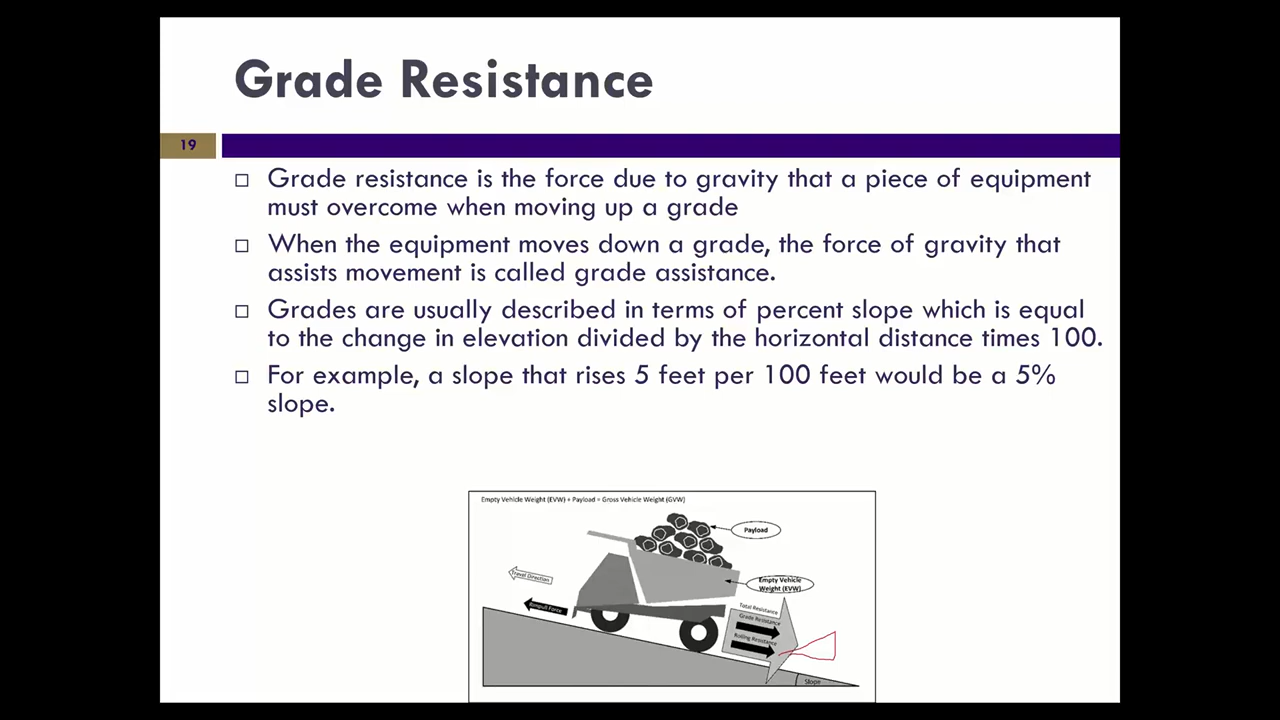 Grade Resistance
19
□ Grade resistance is the force due to gravity that a piece of equipment
must overcome when moving up a grade
□ When the equipment moves down a grade, the force of gravity that
assists movement is called grade assistance.
□ Grades are usually described in terms of percent slope which is equal
to the change in elevation divided by the horizontal distance times 100.
□ For example, a slope that rises 5 feet per 100 feet would be a 5%
slope.
Empty Vehicle Weight (EVW) + Payload = Gross Vehicle Weight (GVW)
Payload
Travel Direction
Empty Vehicle
Weight (EVW)
Rimpull Force
Total Resistance
Grade Resistance
Rolling Resistance
Slope